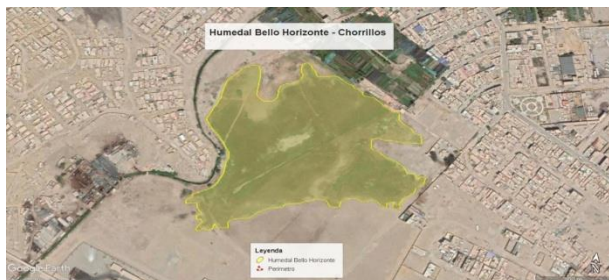 Humedal Bello Horizonte - Chorrillos
Leyenda
Humedal Bello Horizonte
Perímetro
Google Earth
N